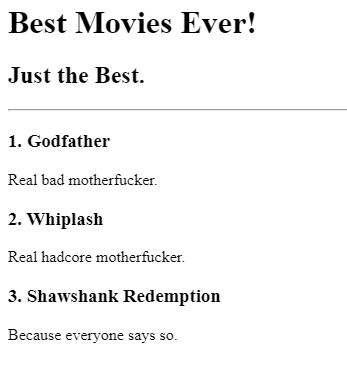 Best Movies Ever!
Just the Best.
1. Godfather
Real bad motherfucker.
2. Whiplash
Real hadcore motherfucker.
3. Shawshank Redemption
Because everyone says so.